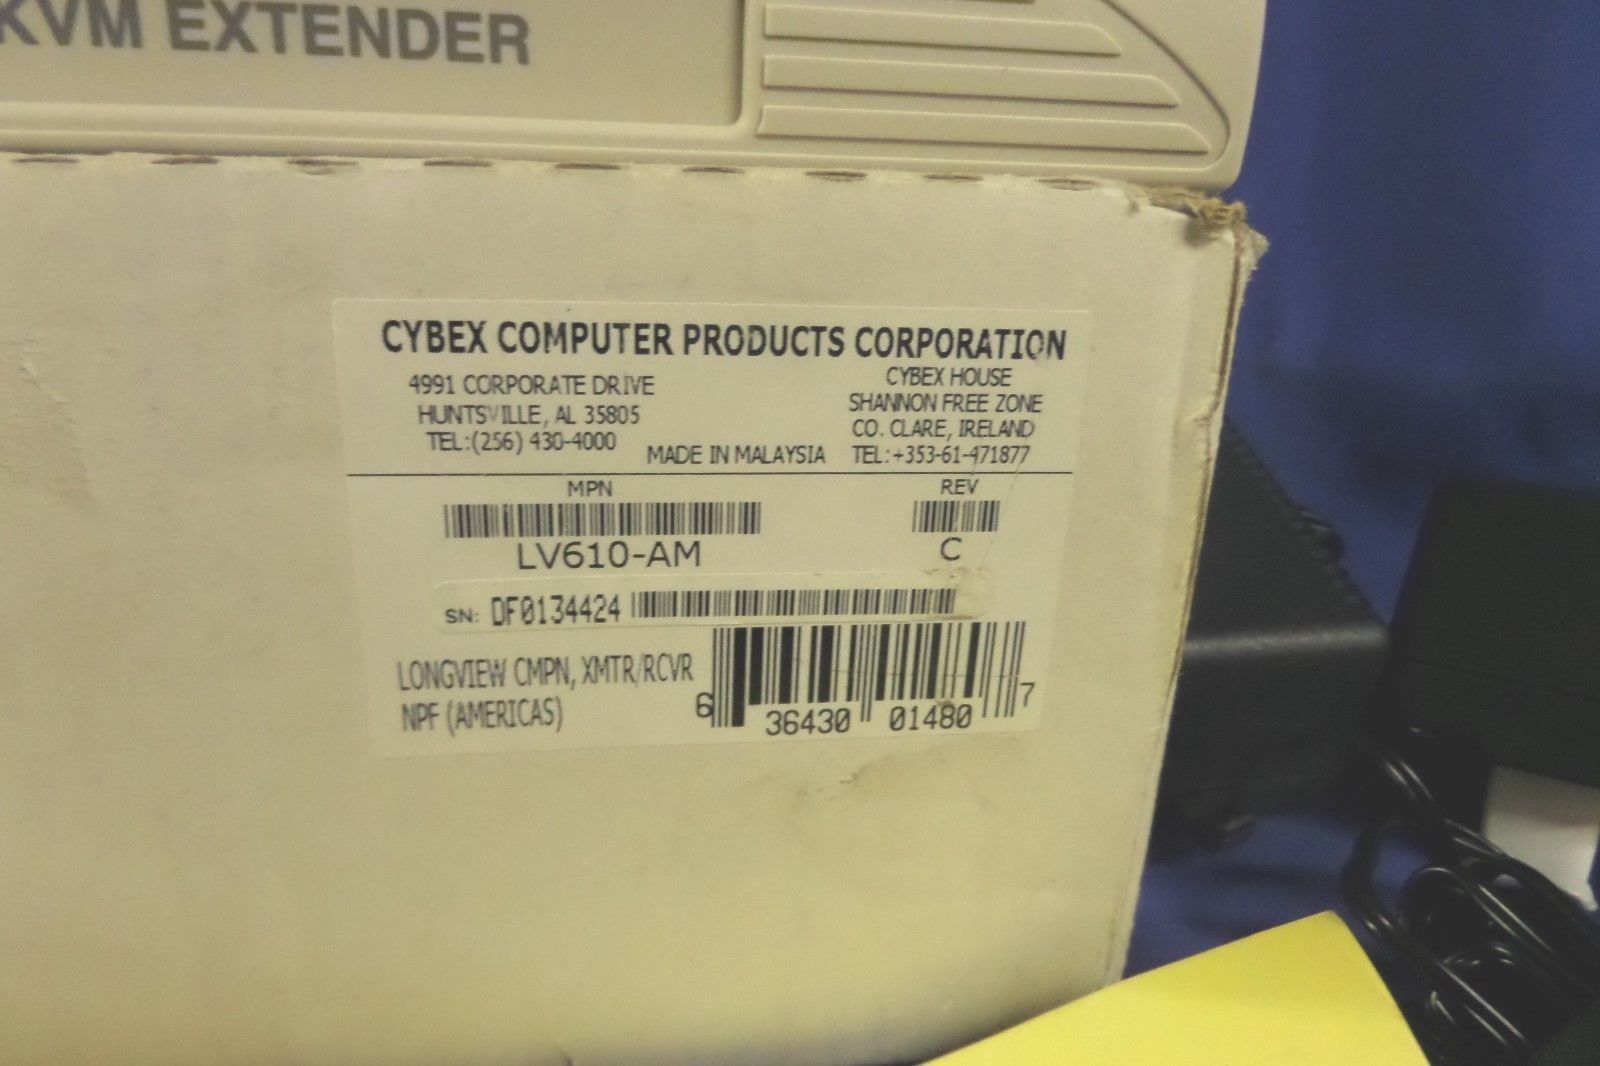 KVM EXTENDER
CYBEX COMPUTER PRODUCTS CORPORATION
4991 CORPORATE DRIVE
HUNTSVILLE, AL 35805
TEL:(256) 430-4000
MADE IN MALAYSIA
CYBEX HOUSE
SHANNON FREE ZONE
CO. CLARE, IRELAND
TEL:+353-61-471877
MPN
LV610-AM
REV
C
SN: DF0134424
LONGVIEW CMPN, XMTR/RCVR
NPF (AMERICAS)
6 36430 01480 7